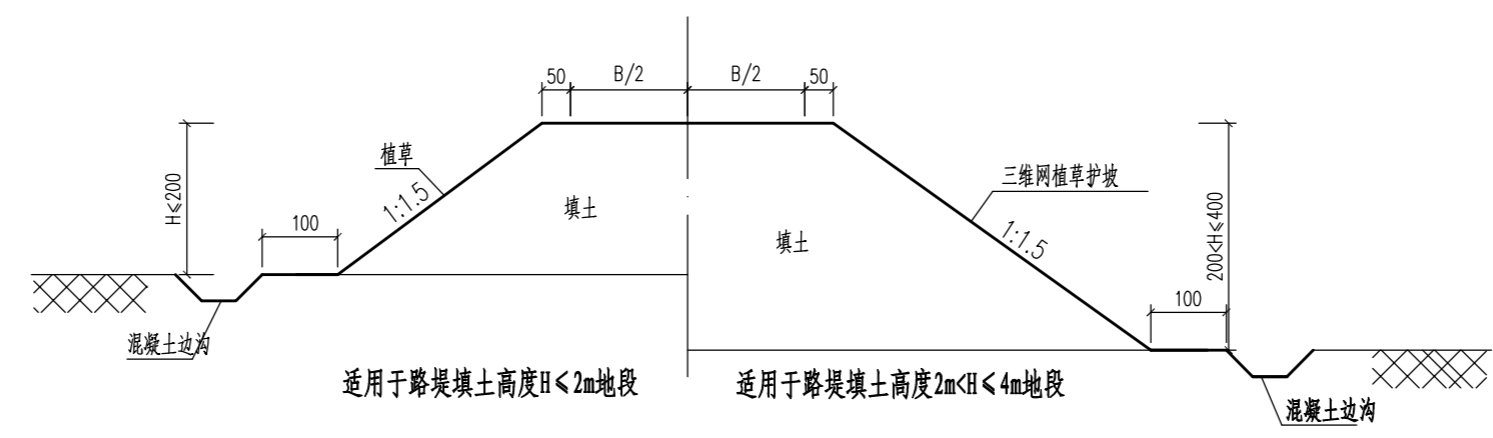 50
B/2
B/2
50
植草
三维网植草护坡
H≤200
1:1.5
填土
填土
1:1.5
200<H≤400
100
100
混凝土边沟
适用于路堤填土高度H≤2m地段
适用于路堤填土高度2m<H≤4m地段
混凝土边沟